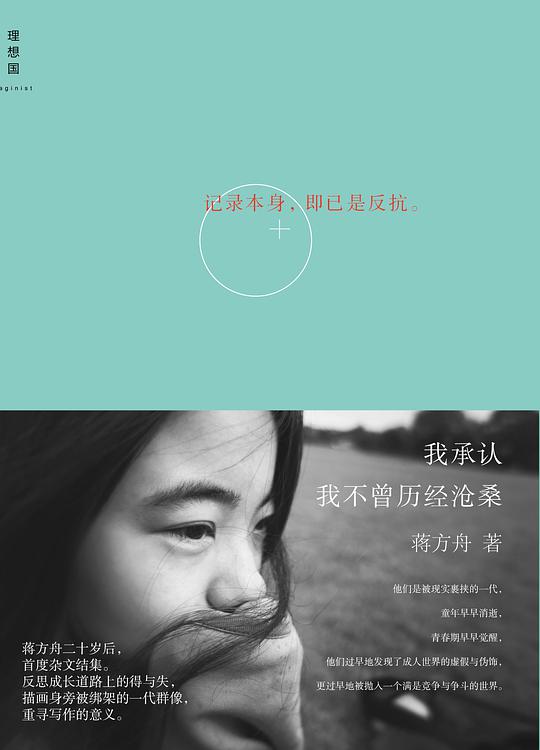 理
想
国
aginist
记录本身，即已是反抗。
我承认
我不曾历经沧桑
蒋方舟 著
他们是被现实裹挟的一代，
童年早早消逝，
青春期早早觉醒，
他们过早地发现了成人世界的虚假与伪饰，
更过早地被抛入一个满是竞争与争斗的世界。
蒋方舟二十岁后，
首度杂文结集。
反思成长道路上的得与失，
描画身旁被绑架的一代群像，
重寻写作的意义。